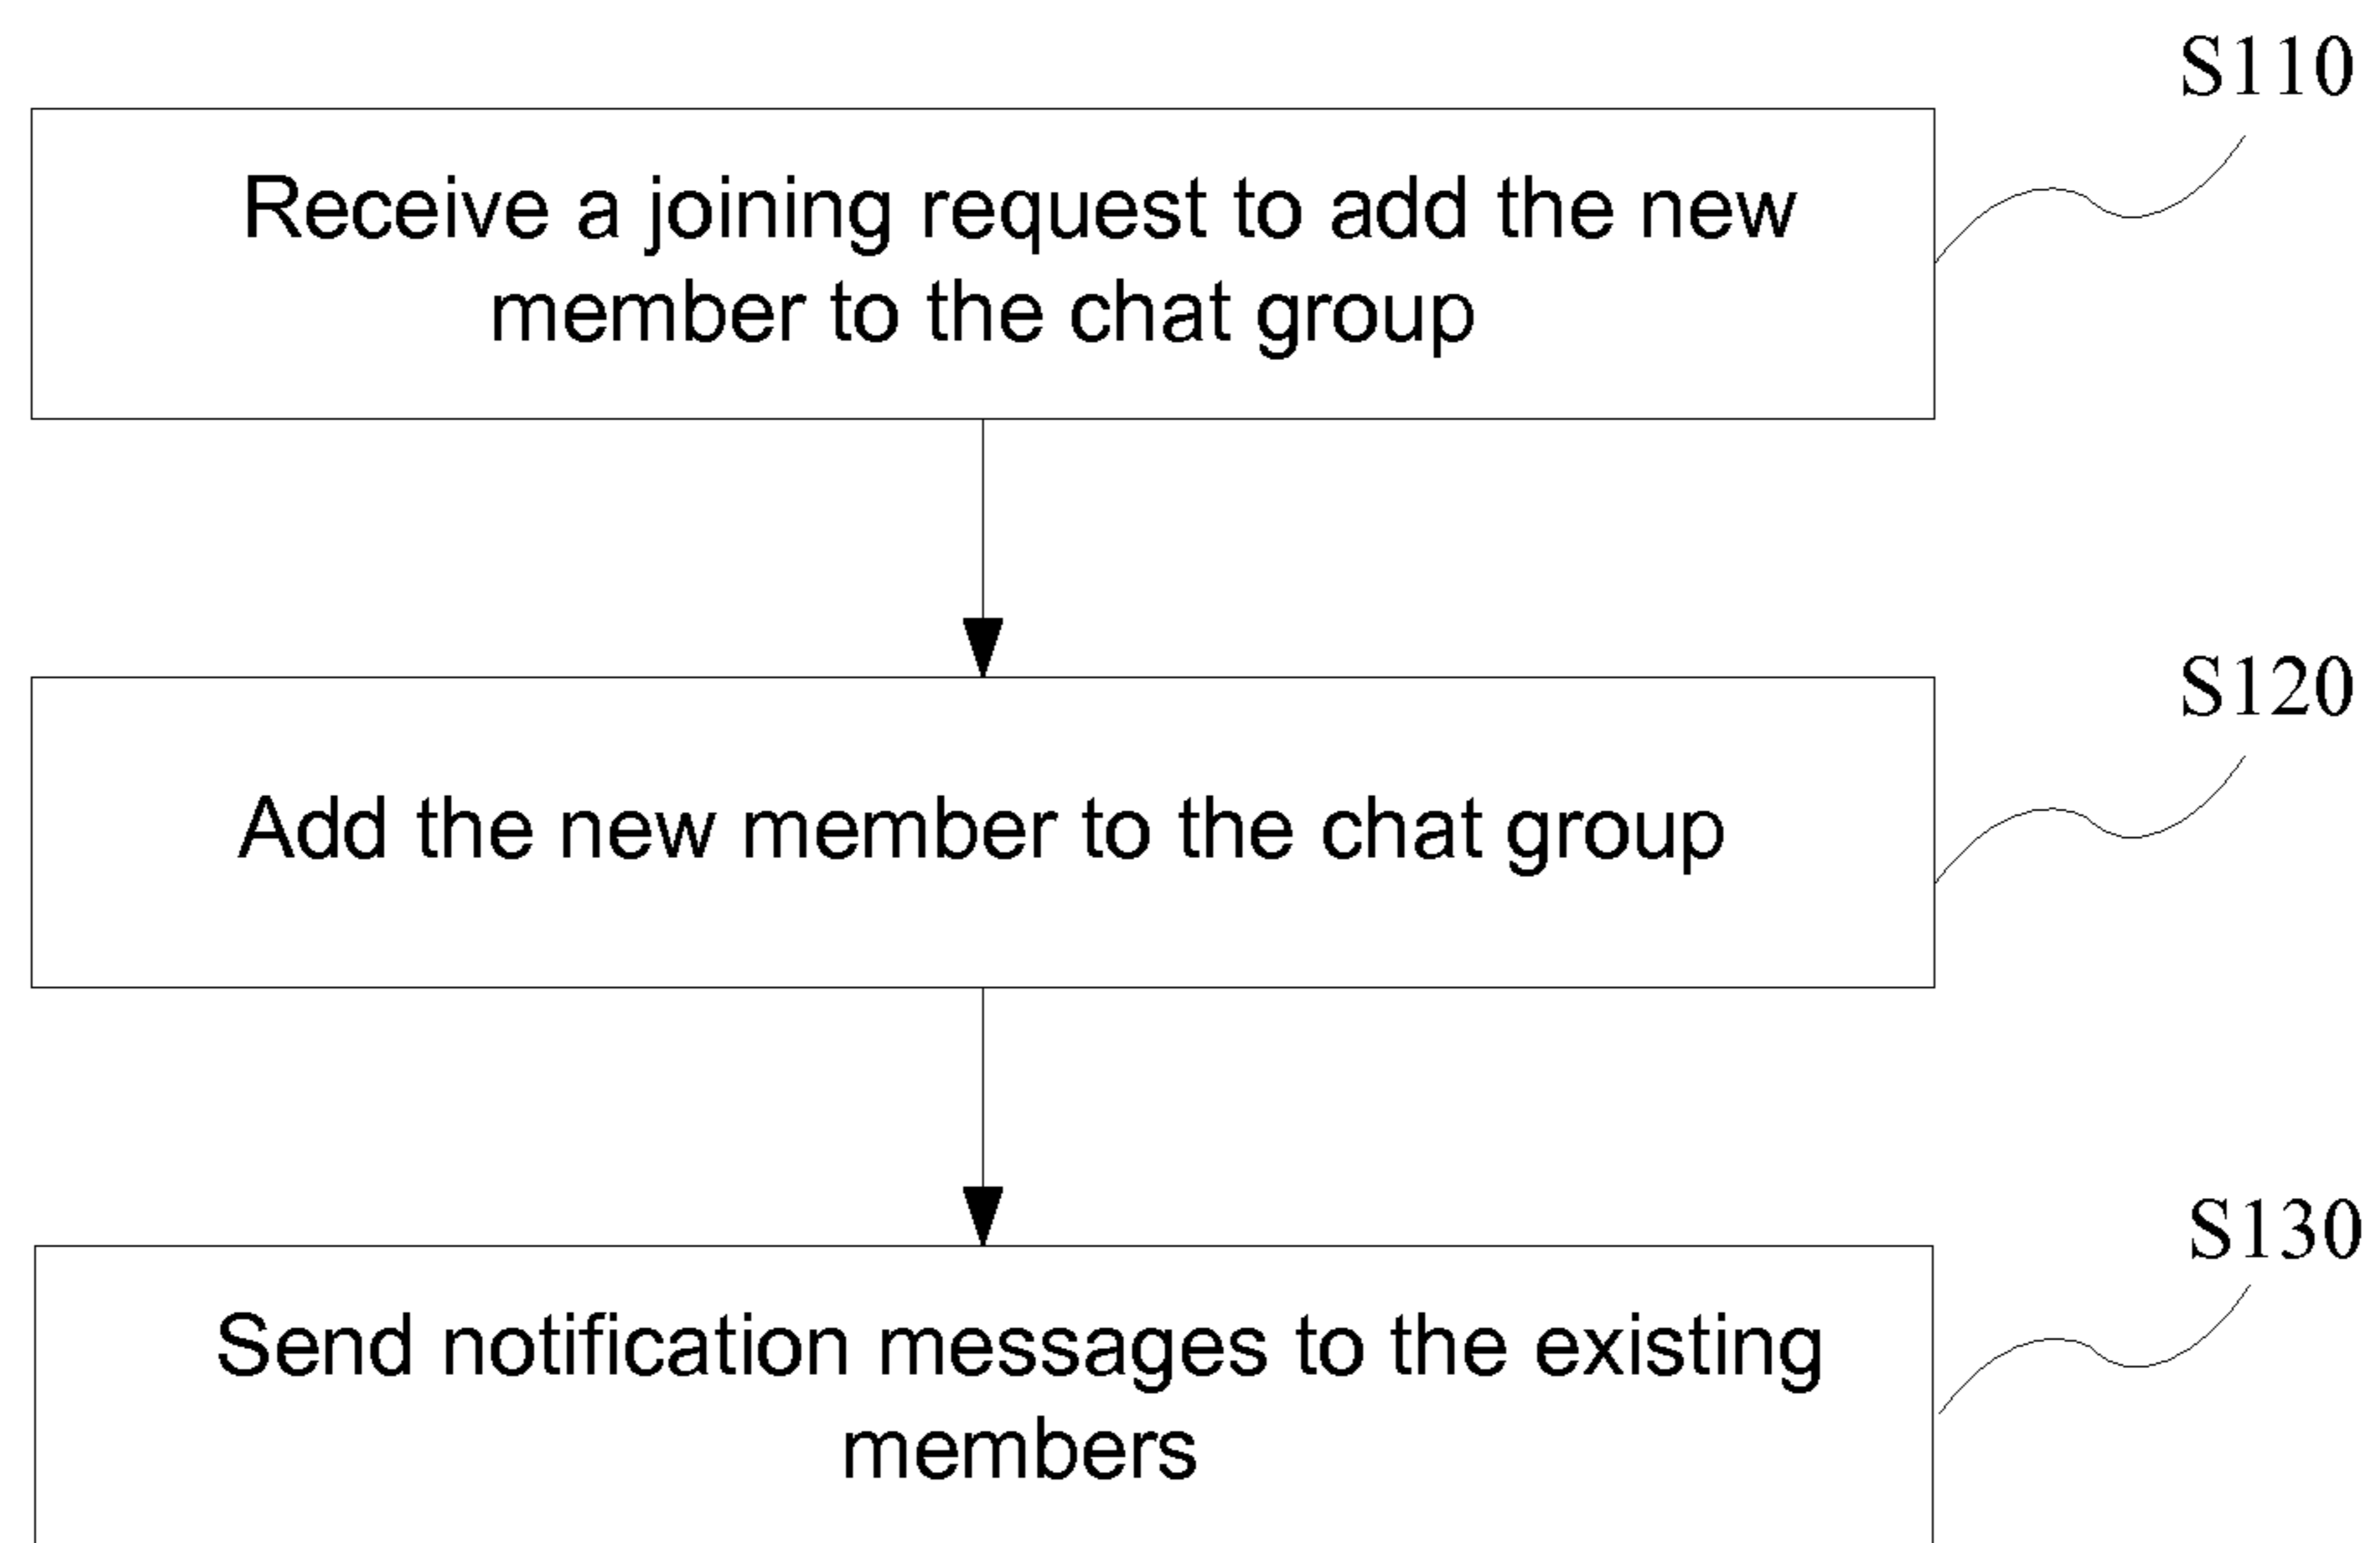 S110
Receive a joining request to add the new
member to the chat group
S120
Add the new member to the chat group
S130
Send notification messages to the existing
members